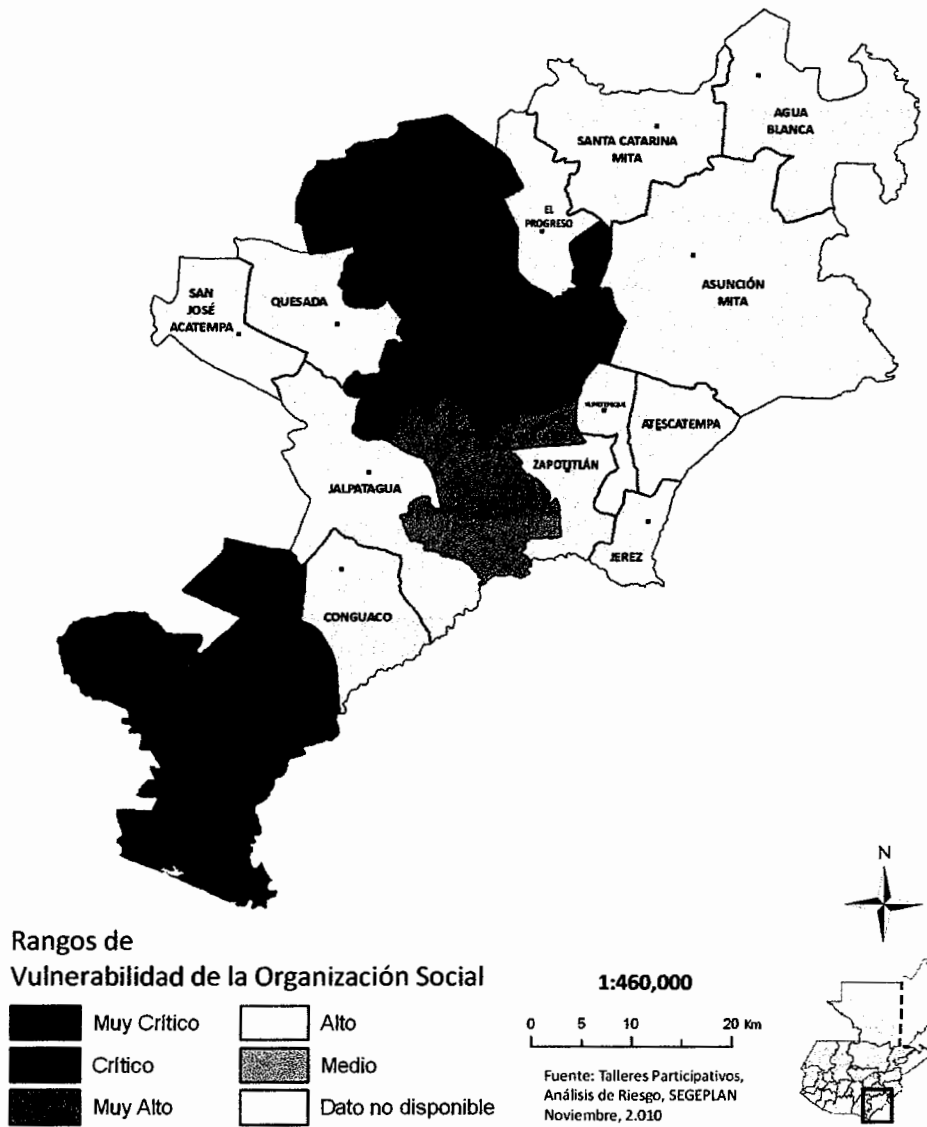 AGUA
BLANCA
SANTA CATARINA
MITA
EL
PROGRESO
ASUNCIÓN
MITA
SAN
JOSÉ
ACATEMPA
QUESADA
ATESCATEMPA
ZAPOTITLÁN
JALPATAGUA
JEREZ
CONGUACO
N
Rangos de
Vulnerabilidad de la Organización Social
Muy Crítico
Crítico
Muy Alto
Alto
Medio
Dato no disponible
1:460,000
0 5 10 20 Km
Fuente: Talleres Participativos,
Análisis de Riesgo, SEGEPLAN
Noviembre, 2.010